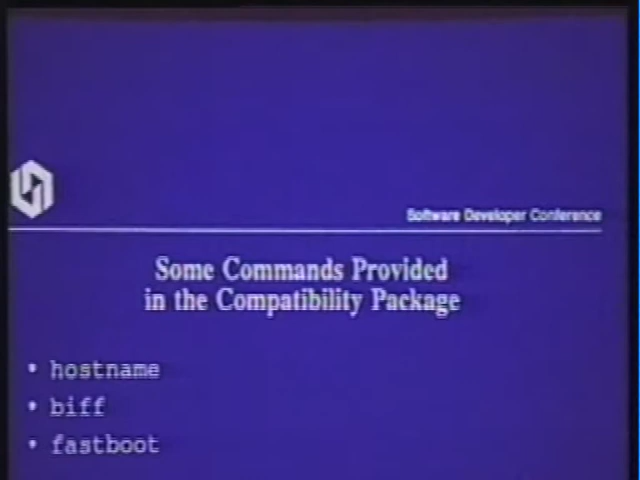 Software Developer Conference
Some Commands Provided
in the Compatibility Package
• hostname
• biff
• fastboot